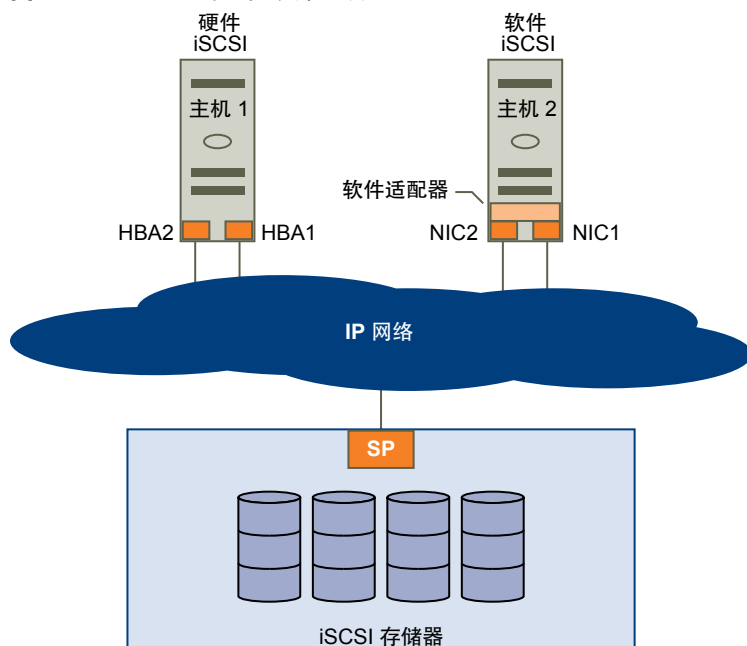 硬件
iSCSI
软件
iSCSI
主机 1
主机 2
软件适配器
HBA2
HBA1
NIC2
NIC1
IP 网络
SP
iSCSI 存储器